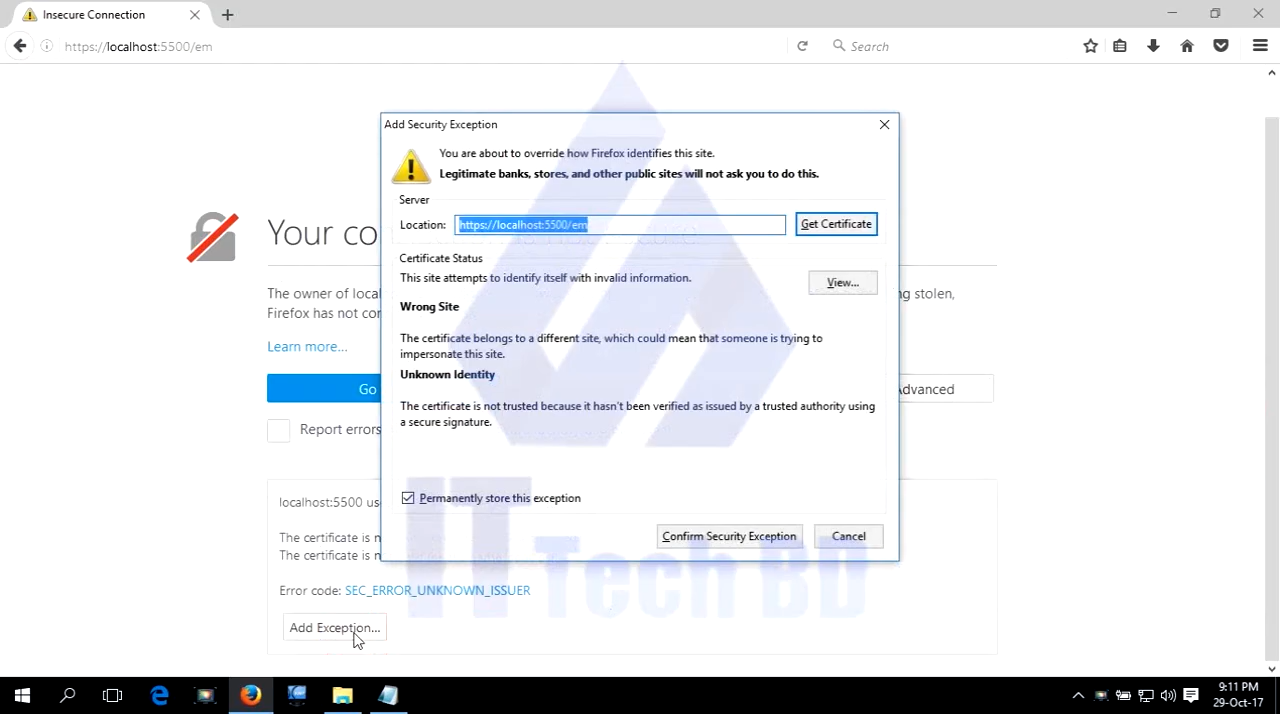 Insecure Connection
https://localhost:5500/em
Search
Add Security Exception
You are about to override how Firefox identifies this site.
Legitimate banks, stores, and other public sites will not ask you to do this.
Server
Location: https://localhost:5500/em Get Certificate
Certificate Status
This site attempts to identify itself with invalid information.
View...
Wrong Site
The certificate belongs to a different site, which could mean that someone is trying to
impersonate this site.
Unknown Identity
The certificate is not trusted because it hasn't been verified as issued by a trusted authority using
a secure signature.
Permanently store this exception
Confirm Security Exception Cancel
Your co
The owner of local
ng stolen,
Firefox has not con
Learn more...
Go
Advanced
Report errors
localhost:5500 us
The certificate is n
The certificate is n
Error code: SEC_ERROR_UNKNOWN_ISSUER
Add Exception...
IT Tech BD
9:11 PM
29-Oct-17